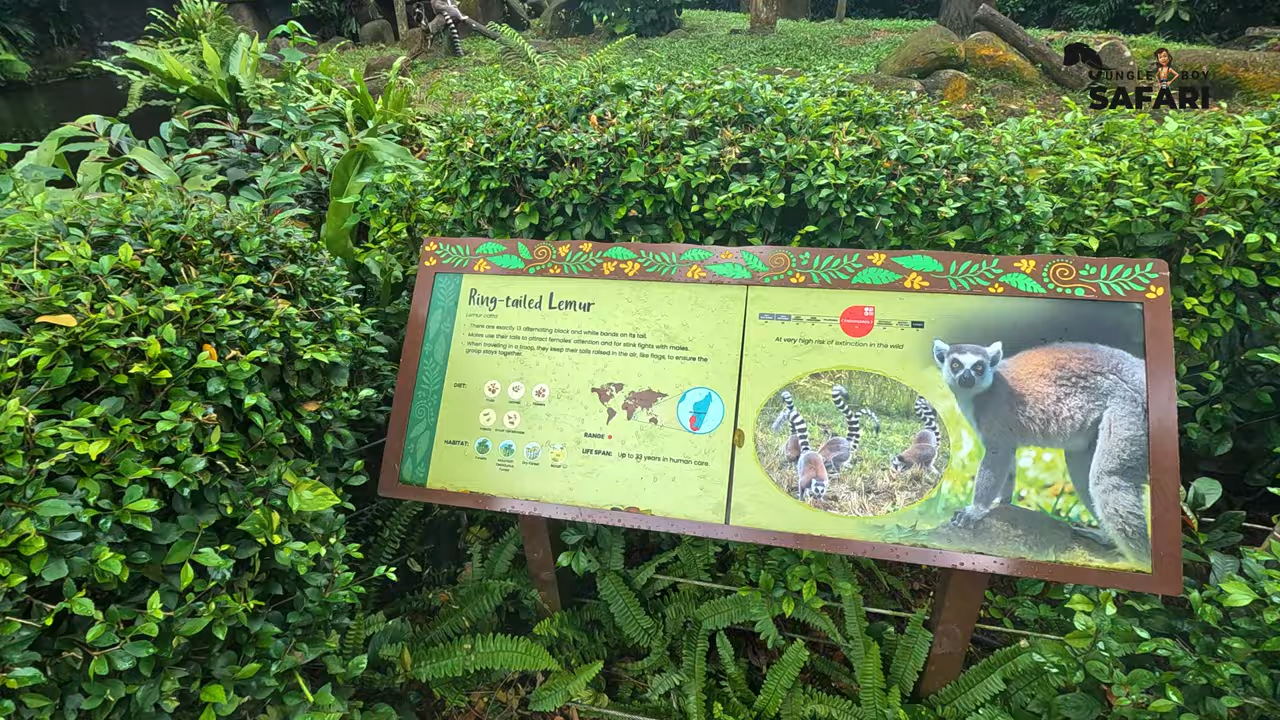 JUNGLE BOY
SAFARI
Ring-tailed Lemur
Lemur catta
• There are exactly 13 alternating black and white bands on its tail.
• Males use their tails to attract females' attention and for stink fights with males.
• When traveling in a troop, they keep their tails raised in the air, like flags, to ensure the
group stays together.
DIET:
HABITAT:
RANGE
LIFE SPAN: Up to 33 years in human care.
ENDANGERED
At very high risk of extinction in the wild